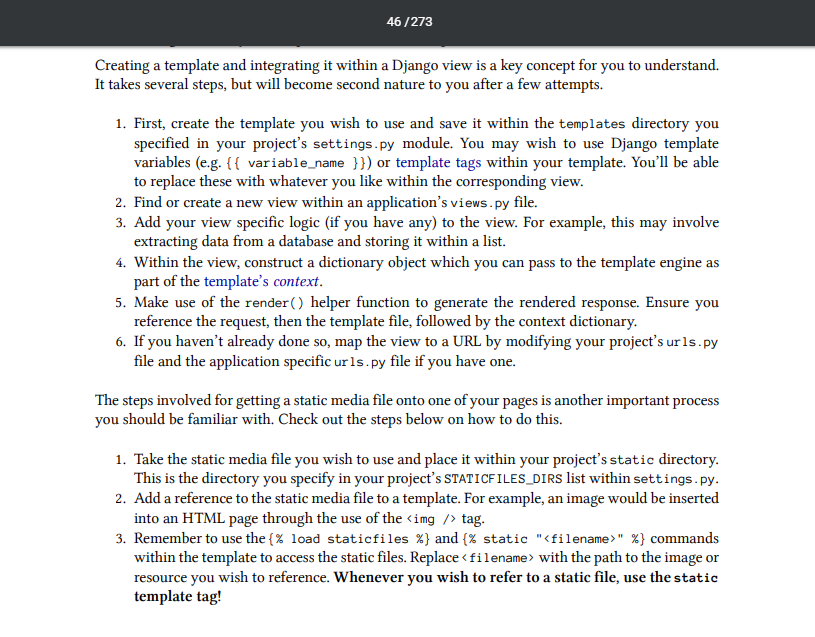 46 / 273
Creating a template and integrating it within a Django view is a key concept for you to understand.
It takes several steps, but will become second nature to you after a few attempts.
1. First, create the template you wish to use and save it within the templates directory you
specified in your project's settings.py module. You may wish to use Django template
variables (e.g. {{ variable_name }}) or template tags within your template. You'll be able
to replace these with whatever you like within the corresponding view.
2. Find or create a new view within an application's views.py file.
3. Add your view specific logic (if you have any) to the view. For example, this may involve
extracting data from a database and storing it within a list.
4. Within the view, construct a dictionary object which you can pass to the template engine as
part of the template's context.
5. Make use of the render() helper function to generate the rendered response. Ensure you
reference the request, then the template file, followed by the context dictionary.
6. If you haven't already done so, map the view to a URL by modifying your project's urls.py
file and the application specific urls.py file if you have one.
The steps involved for getting a static media file onto one of your pages is another important process
you should be familiar with. Check out the steps below on how to do this.
1. Take the static media file you wish to use and place it within your project's static directory.
This is the directory you specify in your project's STATICFILES_DIRS list within settings.py.
2. Add a reference to the static media file to a template. For example, an image would be inserted
into an HTML page through the use of the <img /> tag.
3. Remember to use the {% load staticfiles %} and {% static "<filename>" %} commands
within the template to access the static files. Replace <filename> with the path to the image or
resource you wish to reference. Whenever you wish to refer to a static file, use the static
template tag!